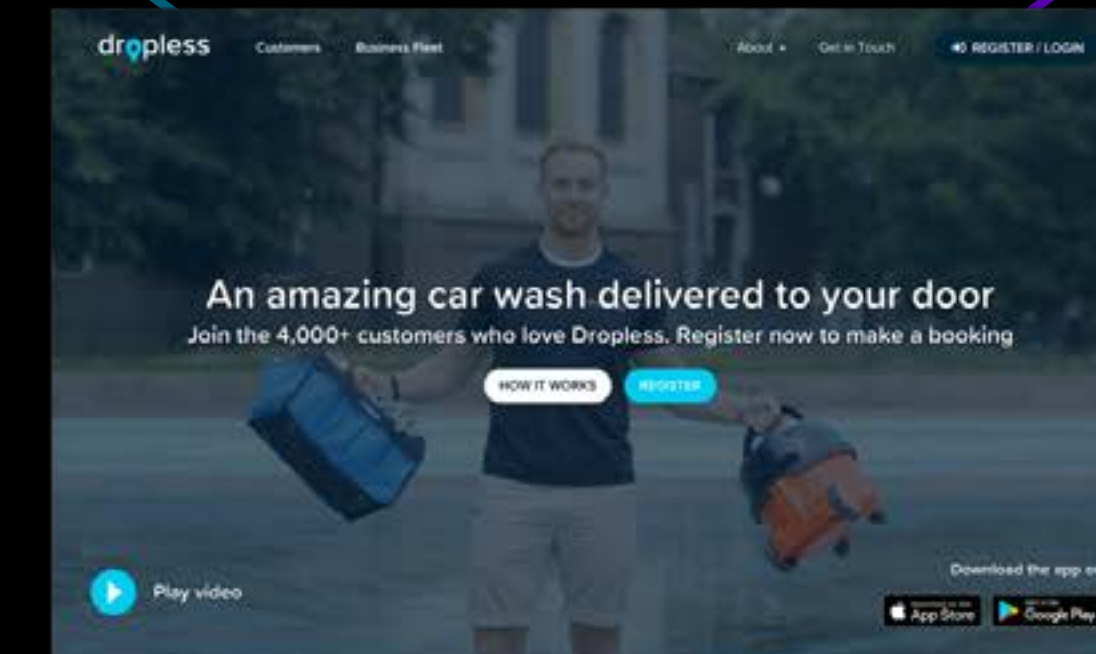 dropless
Customers
Business Fleet
About
Get in Touch
REGISTER / LOGIN
An amazing car wash delivered to your door
Join the 4,000+ customers who love Dropless. Register now to make a booking
HOW IT WORKS
REGISTER
Play video
Download the app o
App Store
Google Play